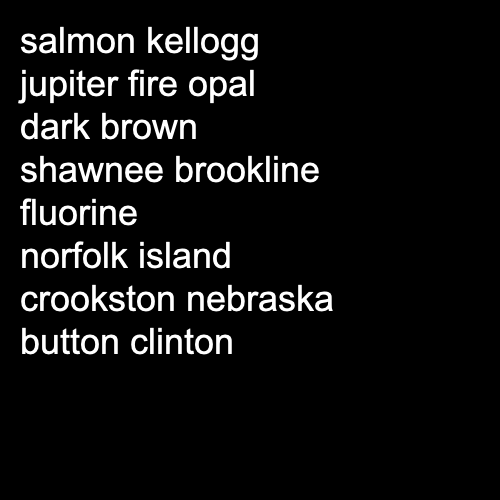 salmon kellogg
jupiter fire opal
dark brown
shawnee brookline
fluorine
norfolk island
crookston nebraska
button clinton